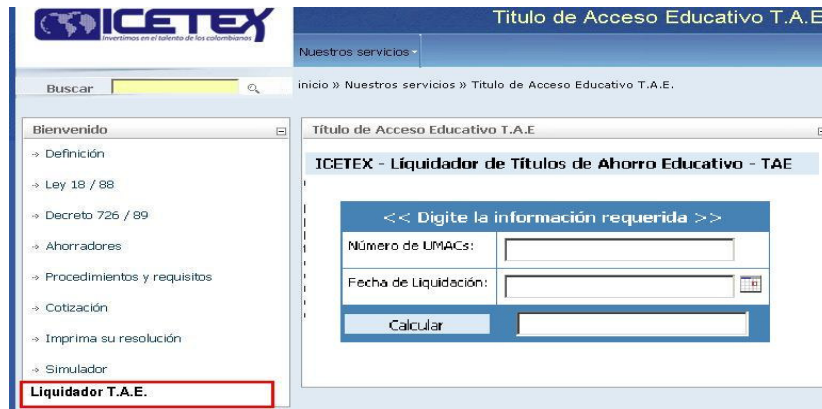 ICETEX
Invertimos en el talento de los colombianos
Titulo de Acceso Educativo T.A.E
Nuestros servicios
Buscar
inicio » Nuestros servicios » Titulo de Acceso Educativo T.A.E.
Bienvenido
Definición
Ley 18 / 88
Decreto 726 / 89
Ahorradores
Procedimientos y requisitos
Cotización
Imprima su resolución
Simulador
Liquidador T.A.E.
Título de Acceso Educativo T.A.E
ICETEX - Líquidador de Títulos de Ahorro Educativo - TAE
<< Digite la información requerida >>
Número de UMACs:
Fecha de Liquidación:
Calcular